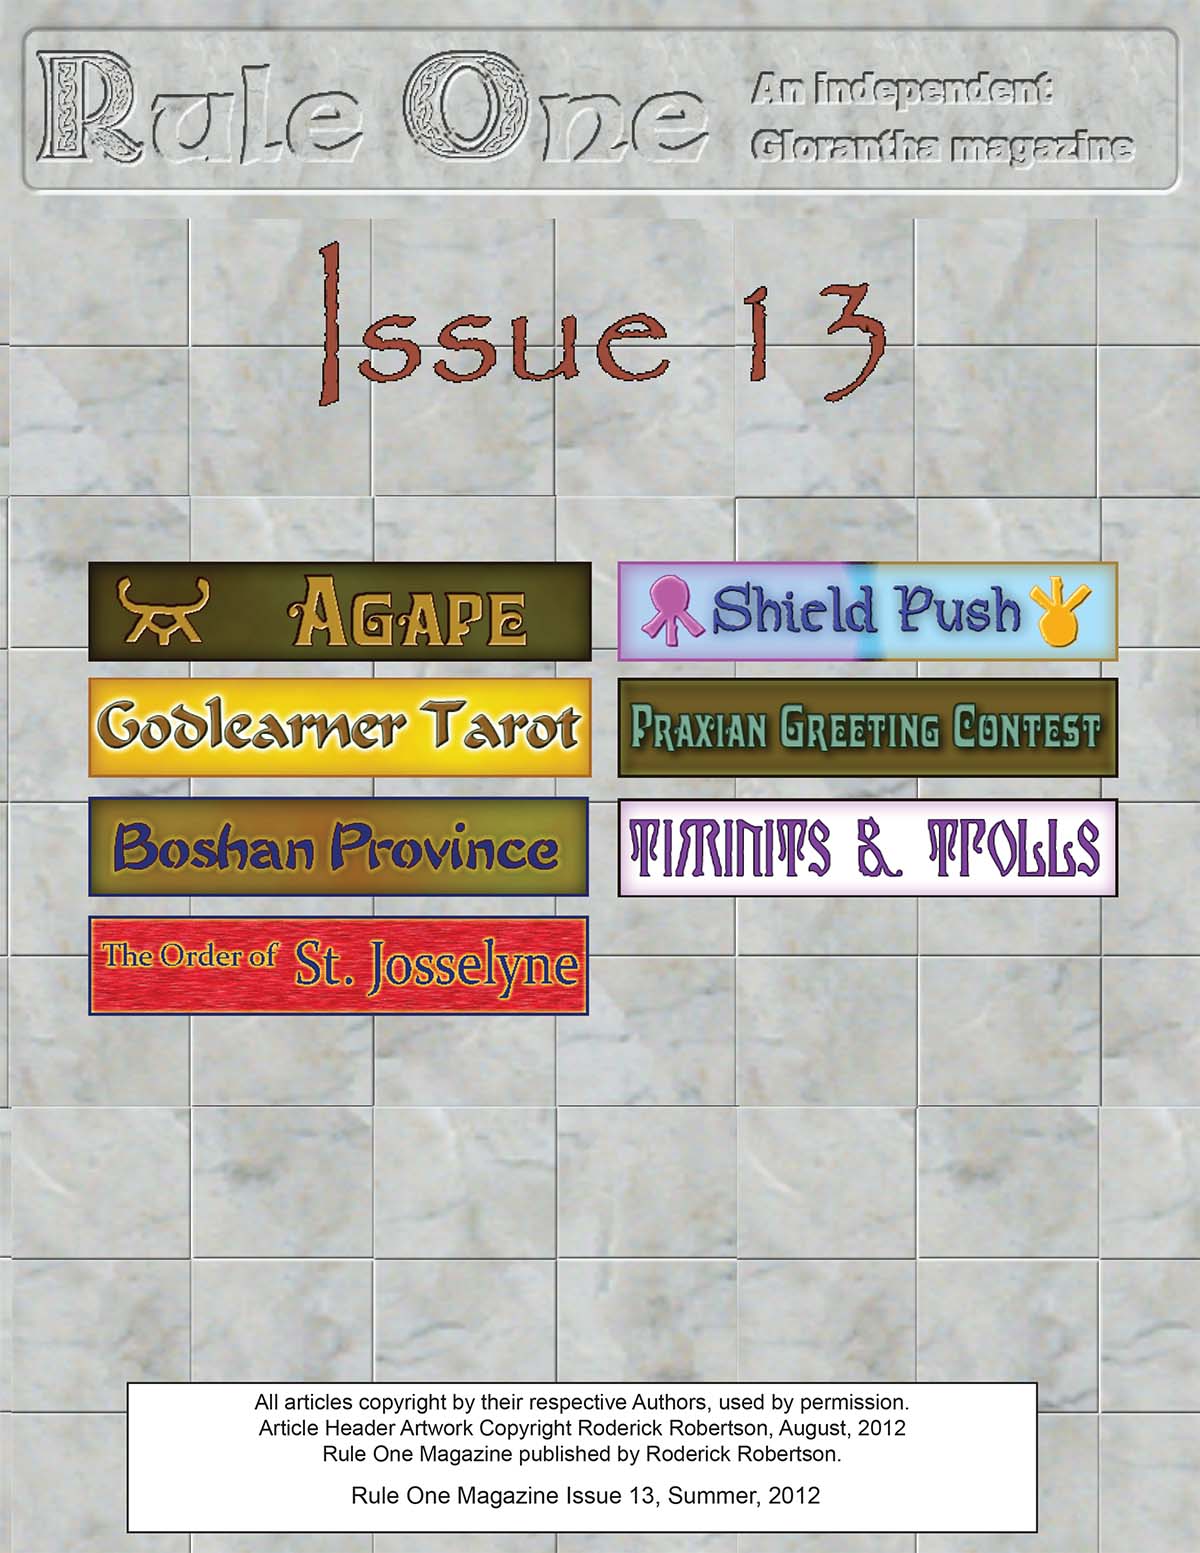 Rule One
An independent
Glorantha magazine
Issue 13
Agape
Shield Push
Godlearner Tarot
Praxian Greeting Contest
Boshan Province
Timinits & Trolls
The Order of St. Josselyne
All articles copyright by their respective Authors, used by permission.
Article Header Artwork Copyright Roderick Robertson, August, 2012
Rule One Magazine published by Roderick Robertson.
Rule One Magazine Issue 13, Summer, 2012